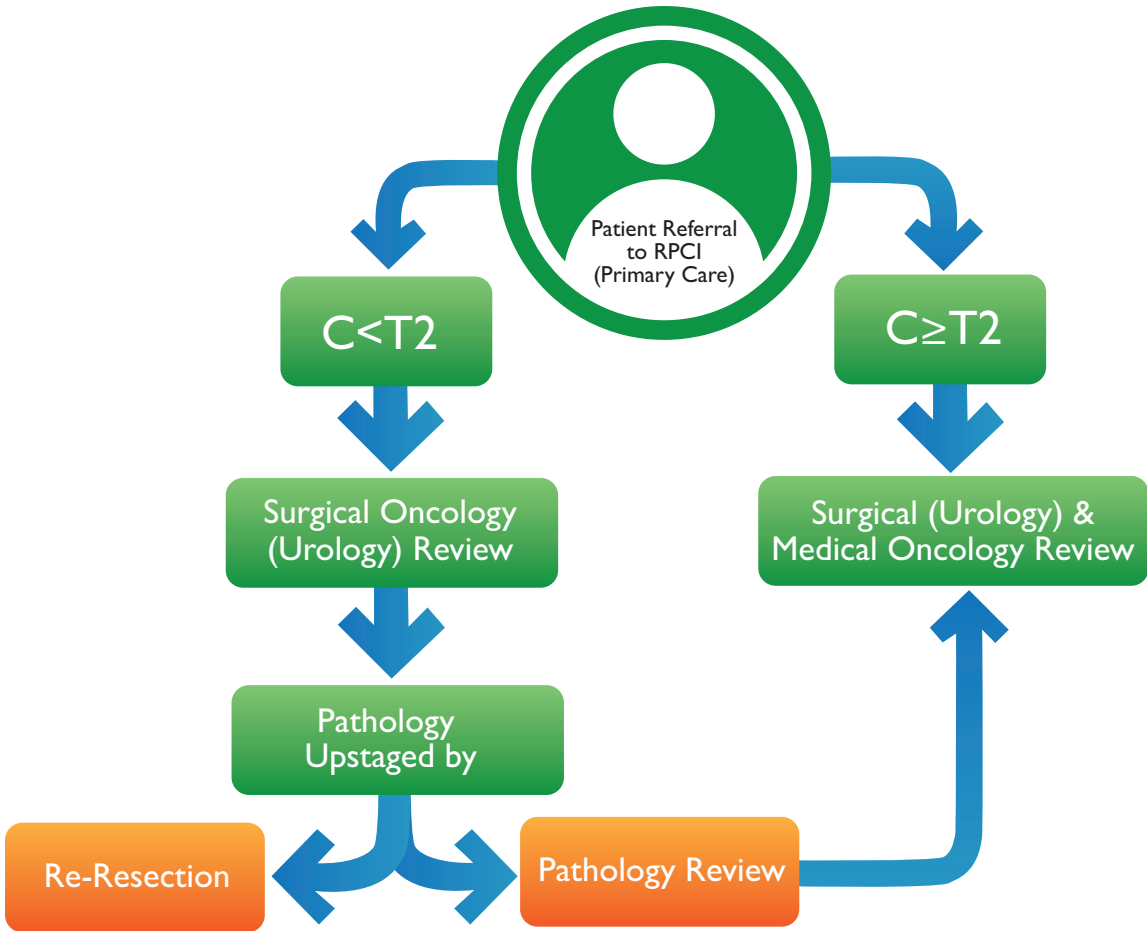 Patient Referral
to RPCI
(Primary Care)
C<T2
C≥T2
Surgical Oncology
(Urology) Review
Surgical (Urology) &
Medical Oncology Review
Pathology
Upstaged by
Re-Resection
Pathology Review